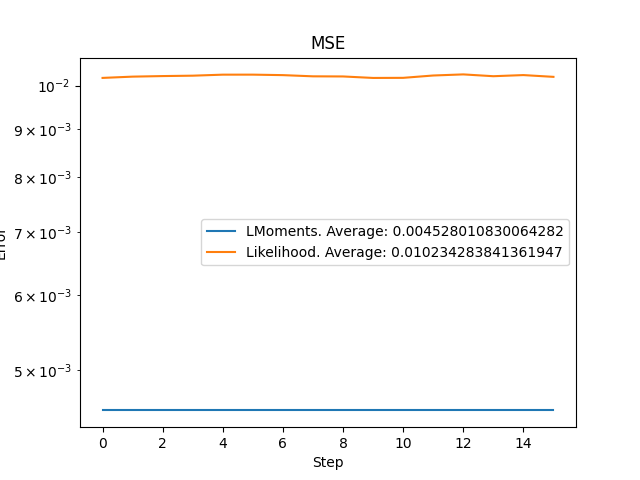 MSE
10⁻²
9 × 10⁻³
8 × 10⁻³
7 × 10⁻³
6 × 10⁻³
5 × 10⁻³
Error
LMoments. Average: 0.004528010830064282
Likelihood. Average: 0.010234283841361947
0 2 4 6 8 10 12 14
Step